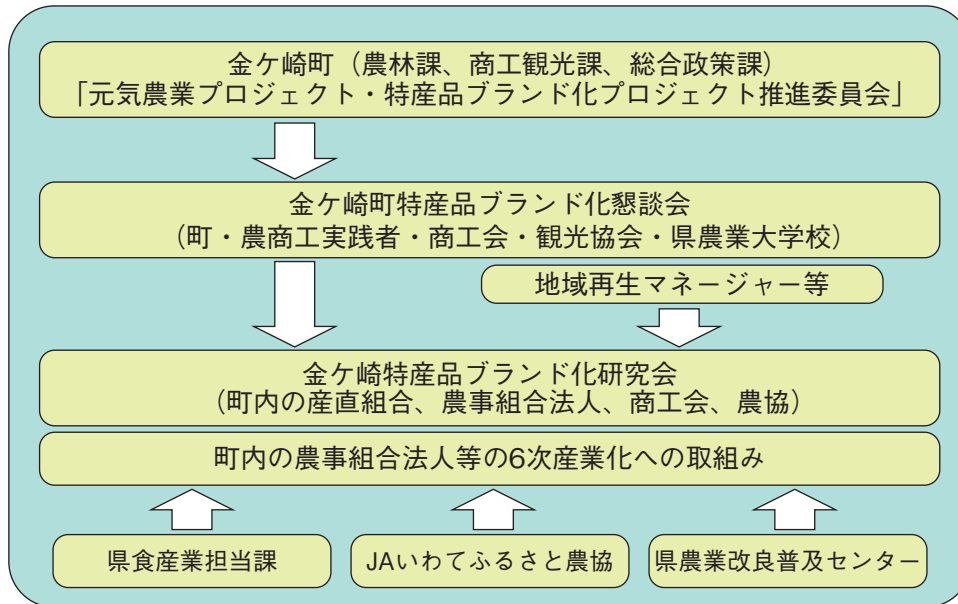 金ケ崎町（農林課、商工観光課、総合政策課）
「元気農業プロジェクト・特産品ブランド化プロジェクト推進委員会」
金ケ崎町特産品ブランド化懇談会
（町・農商工実践者・商工会・観光協会・県農業大学校）
地域再生マネージャー等
金ケ崎特産品ブランド化研究会
（町内の産直組合、農事組合法人、商工会、農協）
町内の農事組合法人等の6次産業化への取組み
県食産業担当課
JAいわてふるさと農協
県農業改良普及センター